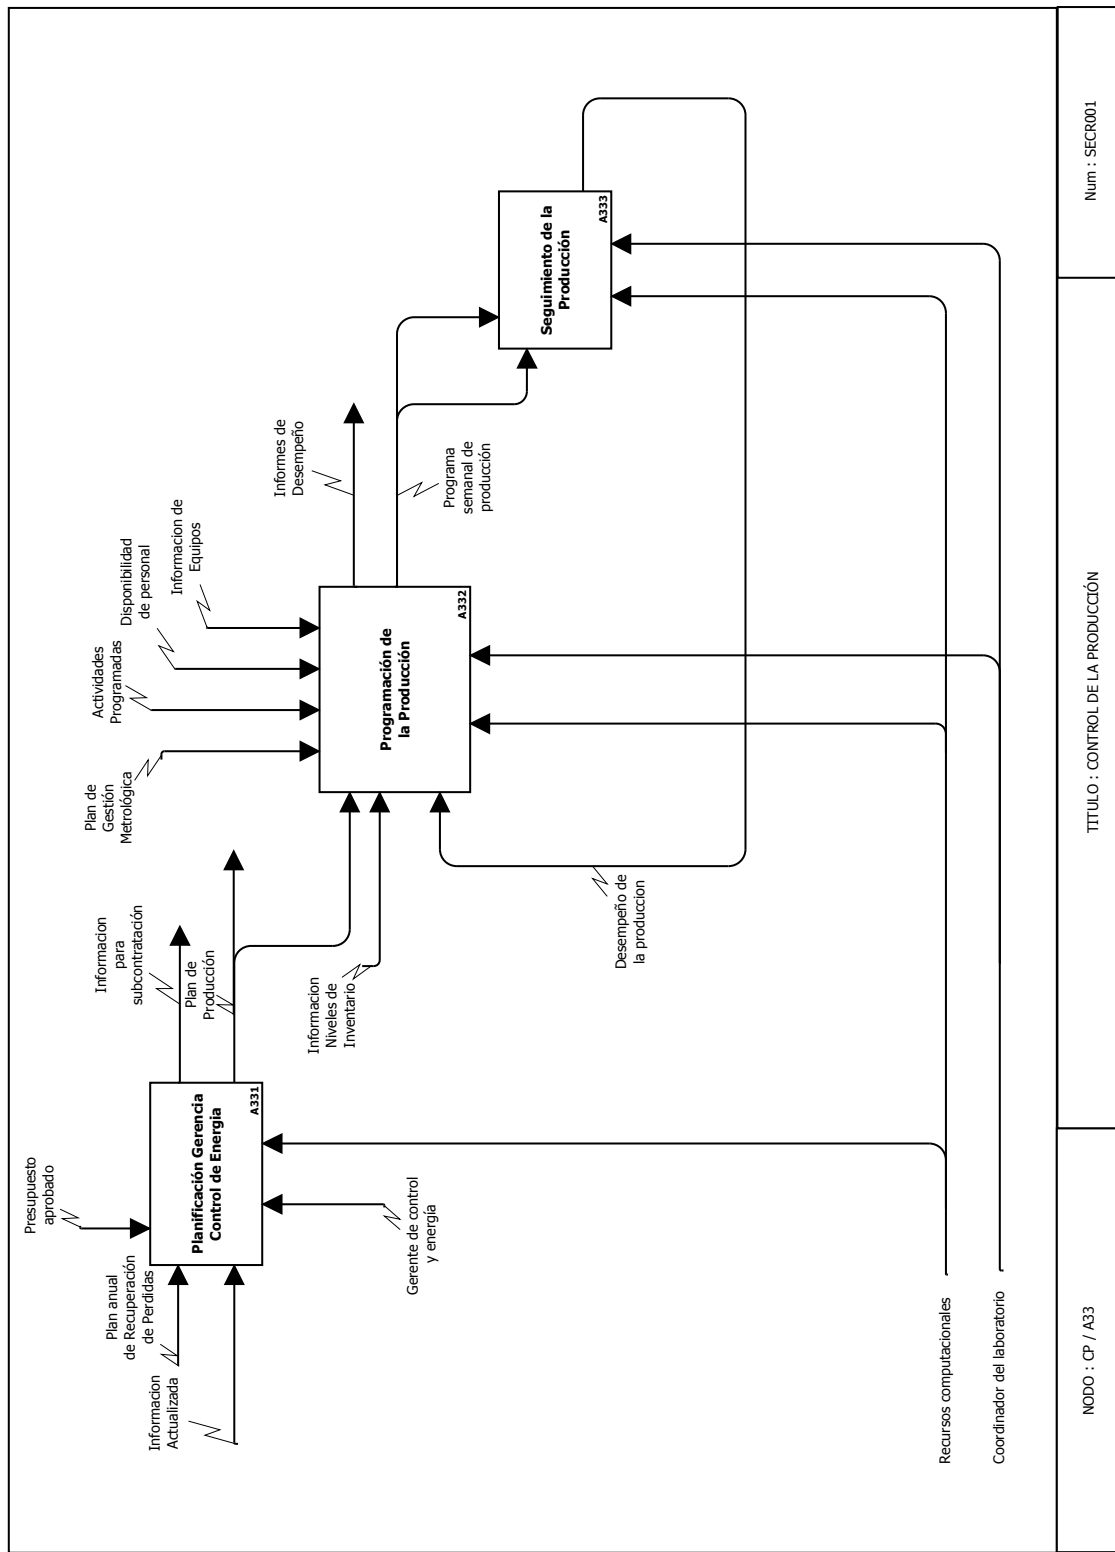 Presupuesto
aprobado
Plan anual
de Recuperación
de Perdidas
Informacion
Actualizada
Planificación Gerencia
Control de Energia
A331
Gerente de control
y energía
Informacion
para
subcontratación
Plan de
Producción
Informacion
Niveles de
Inventario
Plan de
Gestión
Metrológica
Actividades
Programadas
Disponibilidad
de personal
Informacion de
Equipos
Programación de
la Producción
A332
Informes de
Desempeño
Programa
semanal de
producción
Desempeño de
la produccion
Seguimiento de la
Producción
A333
Recursos computacionales
Coordinador del laboratorio
NODO : CP / A33
TITULO : CONTROL DE LA PRODUCCIÓN
Num : SECR001